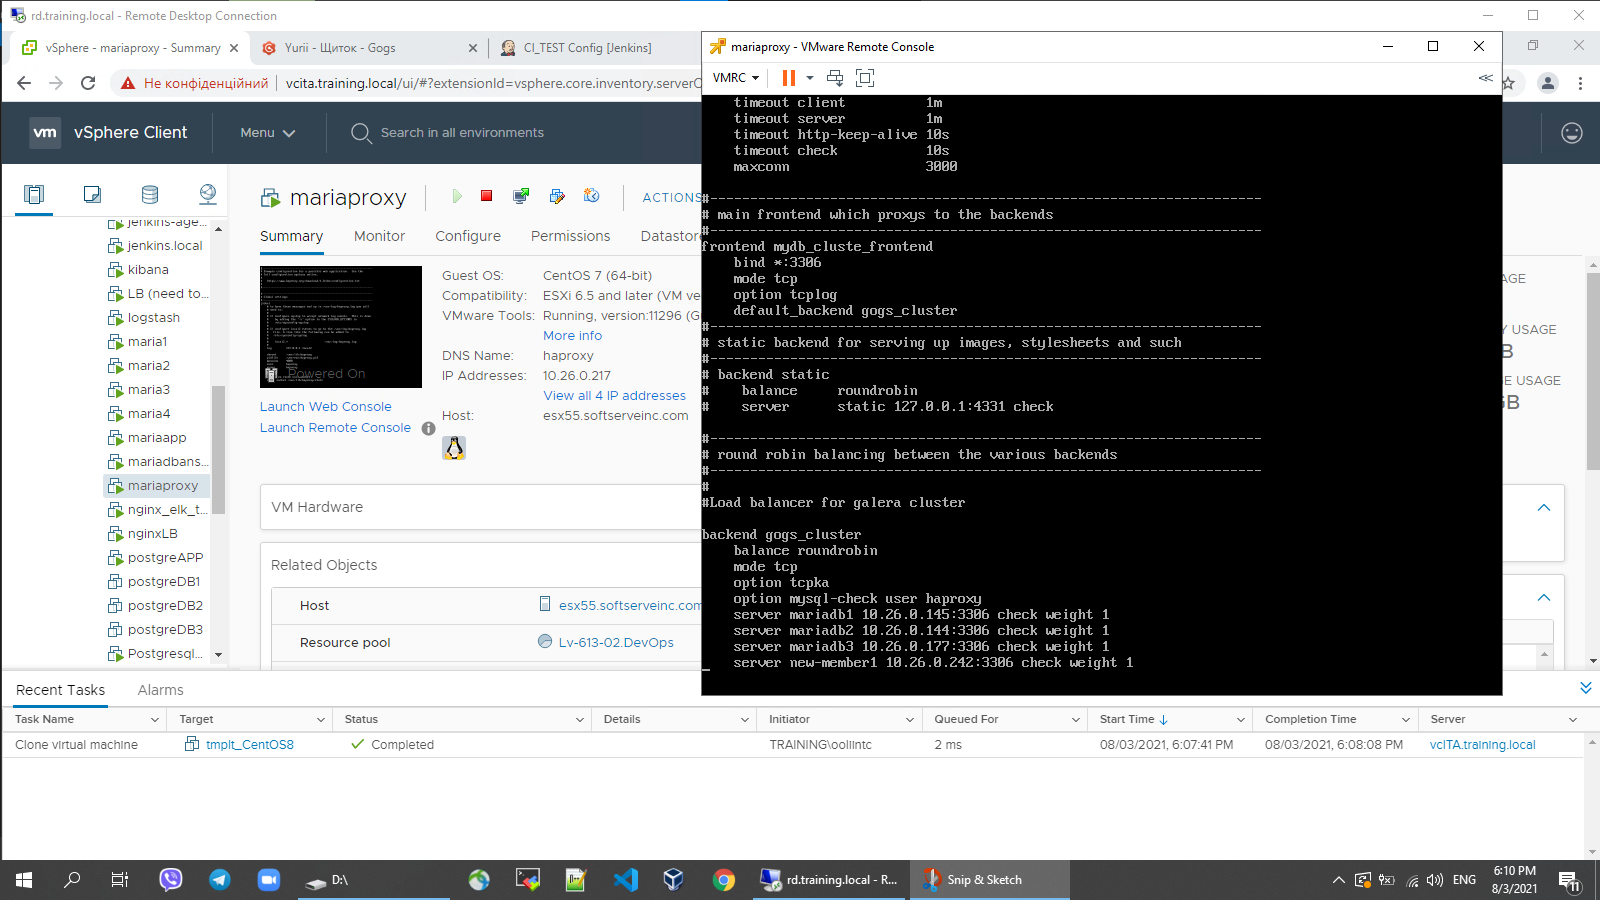 rd.training.local - Remote Desktop Connection
vSphere - mariaproxy - Summary
Yurii - Щиток - Gogs
CI_TEST Config [Jenkins]
Не конфіденційний
vcita.training.local/ui/#?extensionId=vsphere.core.inventory.server
vm
vSphere Client
Menu
Search in all environments
jenkins-age...
jenkins.local
kibana
LB (need to...
logstash
maria1
maria2
maria3
maria4
mariaapp
mariadbans...
mariaproxy
nginx_elk_t...
nginxLB
postgreAPP
postgreDB1
postgreDB2
postgreDB3
Postgresql...
mariaproxy
ACTIONS
Summary
Monitor
Configure
Permissions
Datastor
Powered On
Launch Web Console
Launch Remote Console
Guest OS: CentOS 7 (64-bit)
Compatibility: ESXi 6.5 and later (VM ve
VMware Tools: Running, version:11296 (G
More info
DNS Name: haproxy
IP Addresses: 10.26.0.217
View all 4 IP addresses
Host: esx55.softserveinc.com
VM Hardware
Related Objects
Host esx55.softserveinc.com
Resource pool Lv-613-02.DevOps
USAGE
Y USAGE
B
E USAGE
GB
mariaproxy - VMware Remote Console
VMRC
timeout client 1m
timeout server 1m
timeout http-keep-alive 10s
timeout check 10s
maxconn 3000
#---------------------------------------------------------------------
# main frontend which proxys to the backends
#---------------------------------------------------------------------
frontend mydb_cluste_frontend
bind *:3306
mode tcp
option tcplog
default_backend gogs_cluster
#---------------------------------------------------------------------
# static backend for serving up images, stylesheets and such
#---------------------------------------------------------------------
# backend static
# balance roundrobin
# server static 127.0.0.1:4331 check
#---------------------------------------------------------------------
# round robin balancing between the various backends
#---------------------------------------------------------------------
#
#Load balancer for galera cluster
backend gogs_cluster
balance roundrobin
mode tcp
option tcpka
option mysql-check user haproxy
server mariadb1 10.26.0.145:3306 check weight 1
server mariadb2 10.26.0.144:3306 check weight 1
server mariadb3 10.26.0.177:3306 check weight 1
server new-member1 10.26.0.242:3306 check weight 1
Recent Tasks
Alarms
Task Name Target Status Details Initiator Queued For Start Time Completion Time Server
Clone virtual machine tmplt_CentOS8 Completed TRAINING\ooliintc 2 ms 08/03/2021, 6:07:41 PM 08/03/2021, 6:08:08 PM vcITA.training.local
D:\
rd.training.local - R...
Snip & Sketch
ENG
6:10 PM
8/3/2021
11